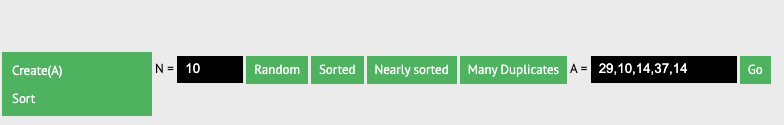 Create(A) N = 10 Random Sorted Nearly sorted Many Duplicates A = 29,10,14,37,14 Go
Sort